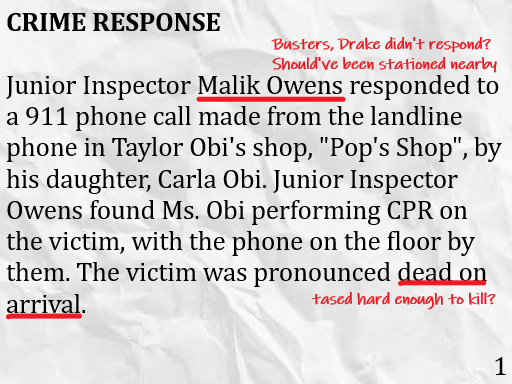 CRIME RESPONSE
Busters, Drake didn't respond?
Should've been stationed nearby
Junior Inspector Malik Owens responded to
a 911 phone call made from the landline
phone in Taylor Obi's shop, "Pop's Shop", by
his daughter, Carla Obi. Junior Inspector
Owens found Ms. Obi performing CPR on
the victim, with the phone on the floor by
them. The victim was pronounced dead on
arrival.
tased hard enough to kill?
1